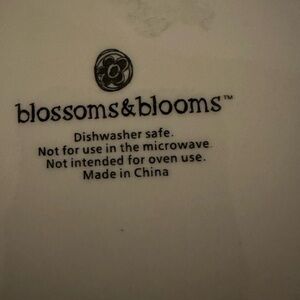 blossoms&blooms™
Dishwasher safe.
Not for use in the microwave.
Not intended for oven use.
Made in China